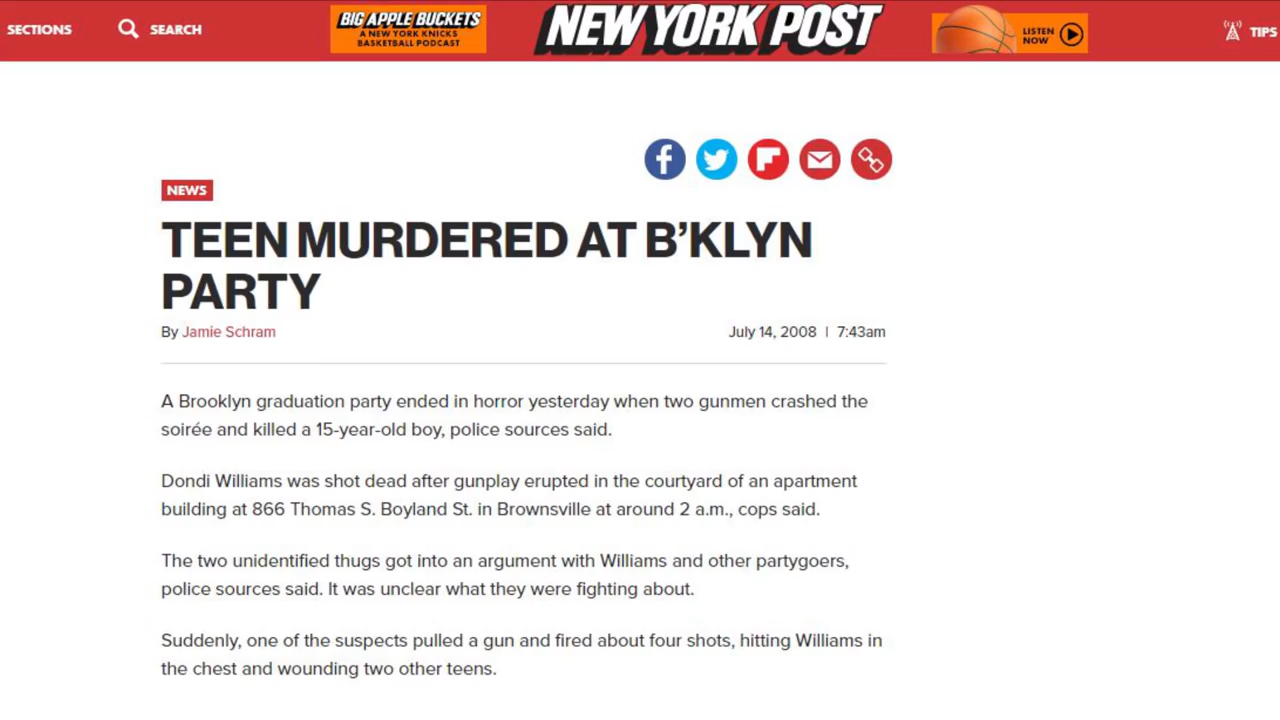 SECTIONS
SEARCH
BIG APPLE BUCKETS
A NEW YORK KNICKS
BASKETBALL PODCAST
NEW YORK POST
LISTEN
NOW
TIPS
NEWS
TEEN MURDERED AT B’KLYN
PARTY
By Jamie Schram
July 14, 2008 | 7:43am
A Brooklyn graduation party ended in horror yesterday when two gunmen crashed the
soirée and killed a 15-year-old boy, police sources said.
Dondi Williams was shot dead after gunplay erupted in the courtyard of an apartment
building at 866 Thomas S. Boyland St. in Brownsville at around 2 a.m., cops said.
The two unidentified thugs got into an argument with Williams and other partygoers,
police sources said. It was unclear what they were fighting about.
Suddenly, one of the suspects pulled a gun and fired about four shots, hitting Williams in
the chest and wounding two other teens.